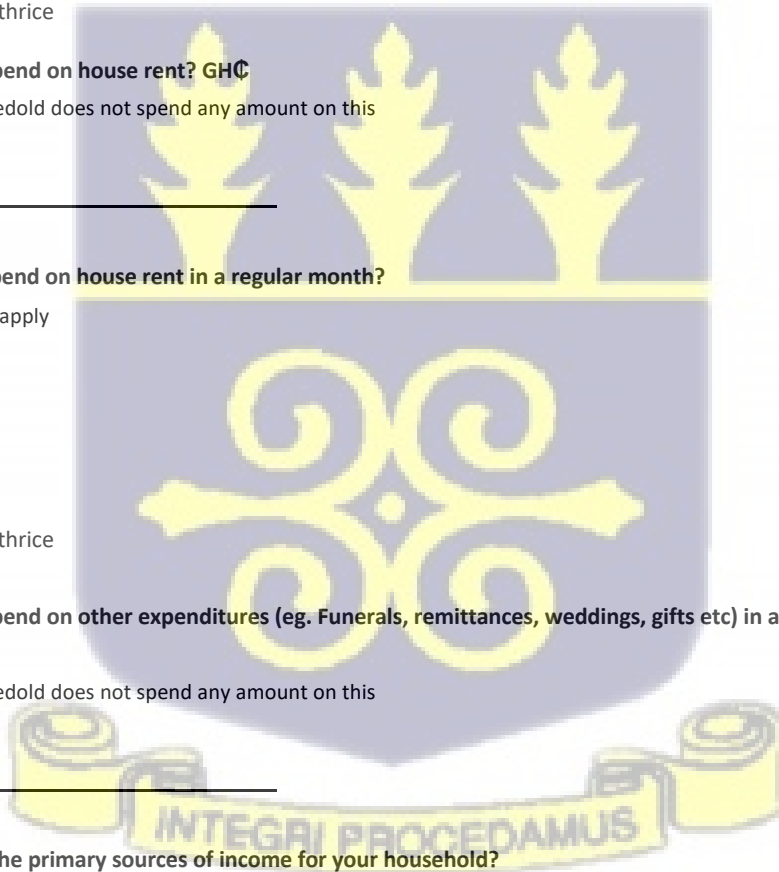 thrice
pend on house rent? GH₵
edold does not spend any amount on this
pend on house rent in a regular month?
apply
thrice
pend on other expenditures (eg. Funerals, remittances, weddings, gifts etc) in a
edold does not spend any amount on this
INTEGRI PROCEDAMUS
he primary sources of income for your household?